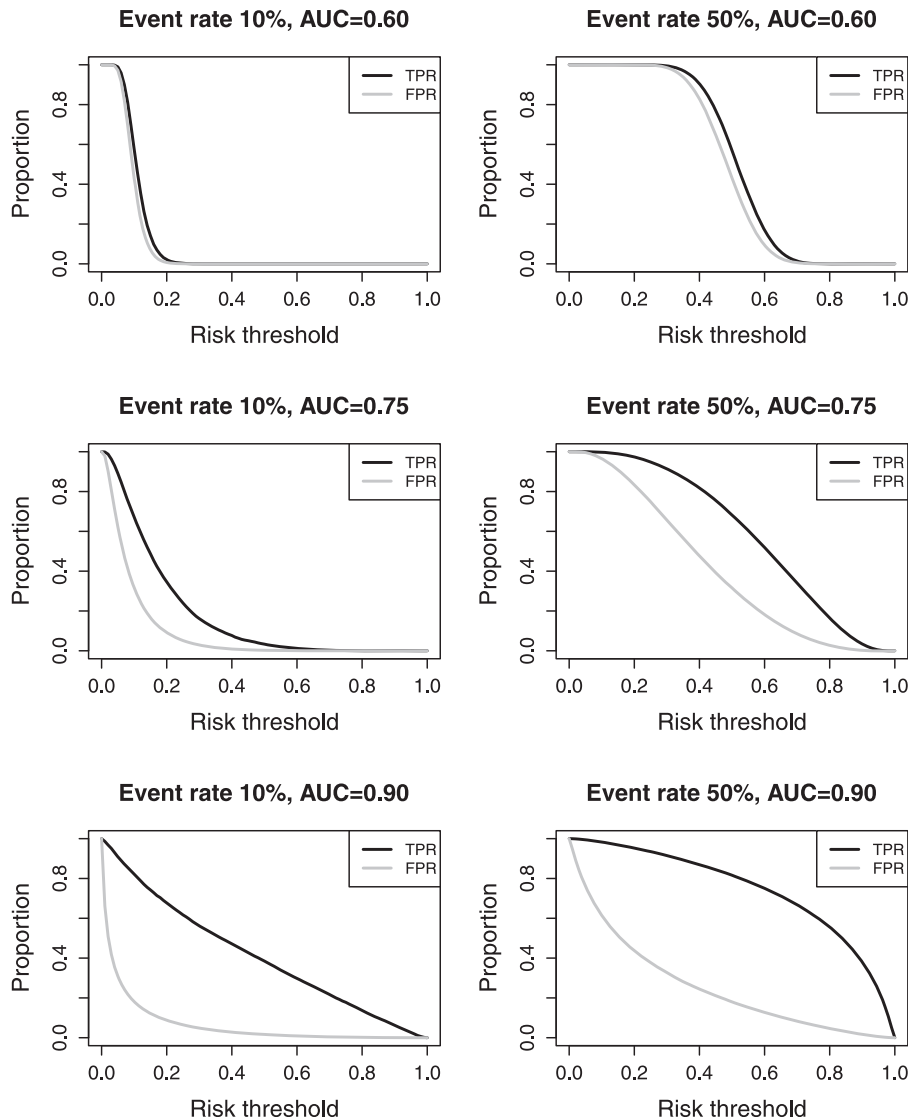 Event rate 10%, AUC=0.60
Proportion
0.0 0.4 0.8
TPR
FPR
0.0 0.2 0.4 0.6 0.8 1.0
Risk threshold
Event rate 50%, AUC=0.60
Proportion
0.0 0.4 0.8
TPR
FPR
0.0 0.2 0.4 0.6 0.8 1.0
Risk threshold
Event rate 10%, AUC=0.75
Proportion
0.0 0.4 0.8
TPR
FPR
0.0 0.2 0.4 0.6 0.8 1.0
Risk threshold
Event rate 50%, AUC=0.75
Proportion
0.0 0.4 0.8
TPR
FPR
0.0 0.2 0.4 0.6 0.8 1.0
Risk threshold
Event rate 10%, AUC=0.90
Proportion
0.0 0.4 0.8
TPR
FPR
0.0 0.2 0.4 0.6 0.8 1.0
Risk threshold
Event rate 50%, AUC=0.90
Proportion
0.0 0.4 0.8
TPR
FPR
0.0 0.2 0.4 0.6 0.8 1.0
Risk threshold